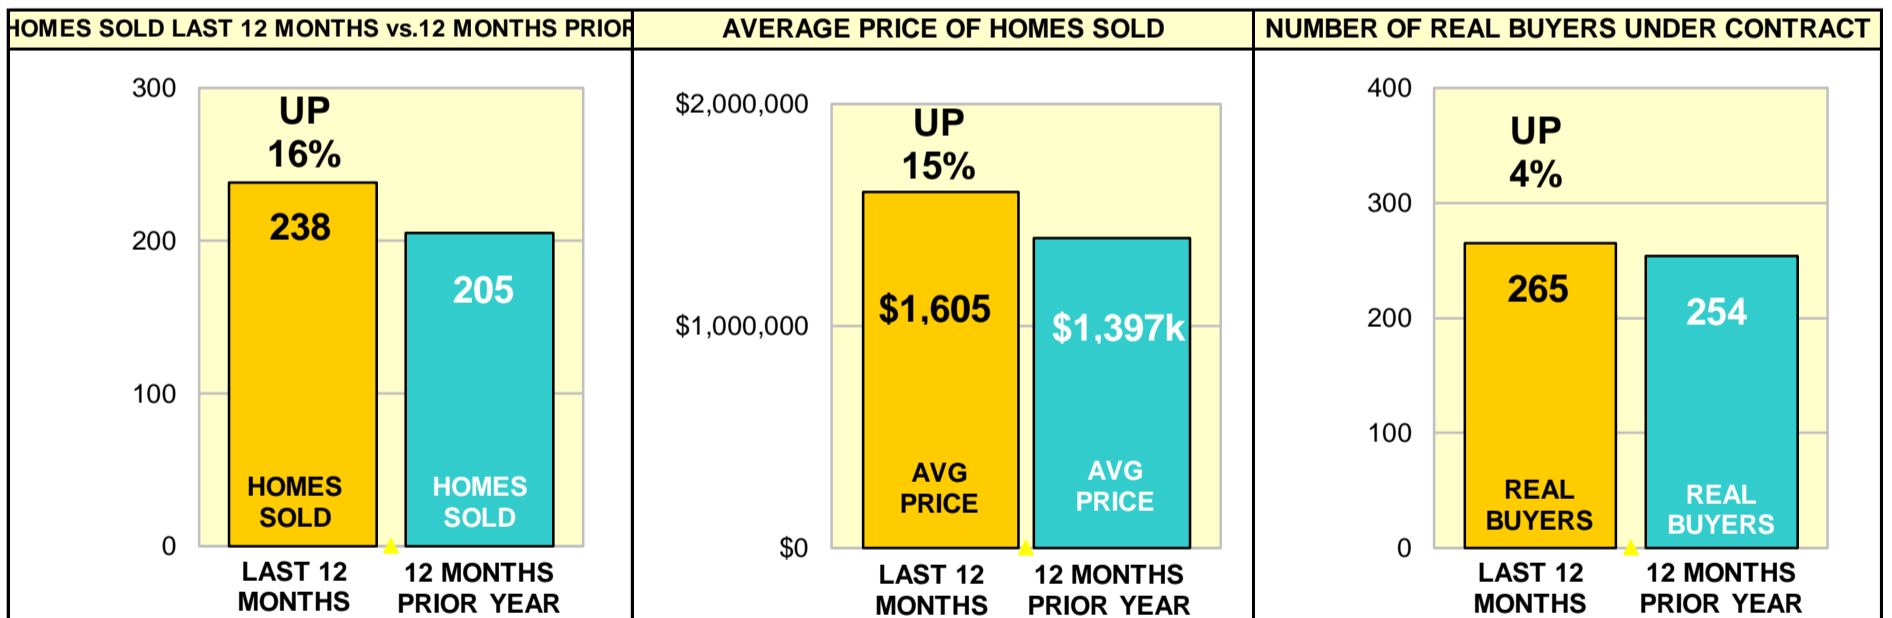 HOMES SOLD LAST 12 MONTHS vs.12 MONTHS PRIOR
300
200
100
0
UP
16%
238
HOMES
SOLD
205
HOMES
SOLD
LAST 12
MONTHS
12 MONTHS
PRIOR YEAR
AVERAGE PRICE OF HOMES SOLD
$2,000,000
$1,000,000
$0
UP
15%
$1,605
AVG
PRICE
$1,397k
AVG
PRICE
LAST 12
MONTHS
12 MONTHS
PRIOR YEAR
NUMBER OF REAL BUYERS UNDER CONTRACT
400
300
200
100
0
UP
4%
265
REAL
BUYERS
254
REAL
BUYERS
LAST 12
MONTHS
12 MONTHS
PRIOR YEAR